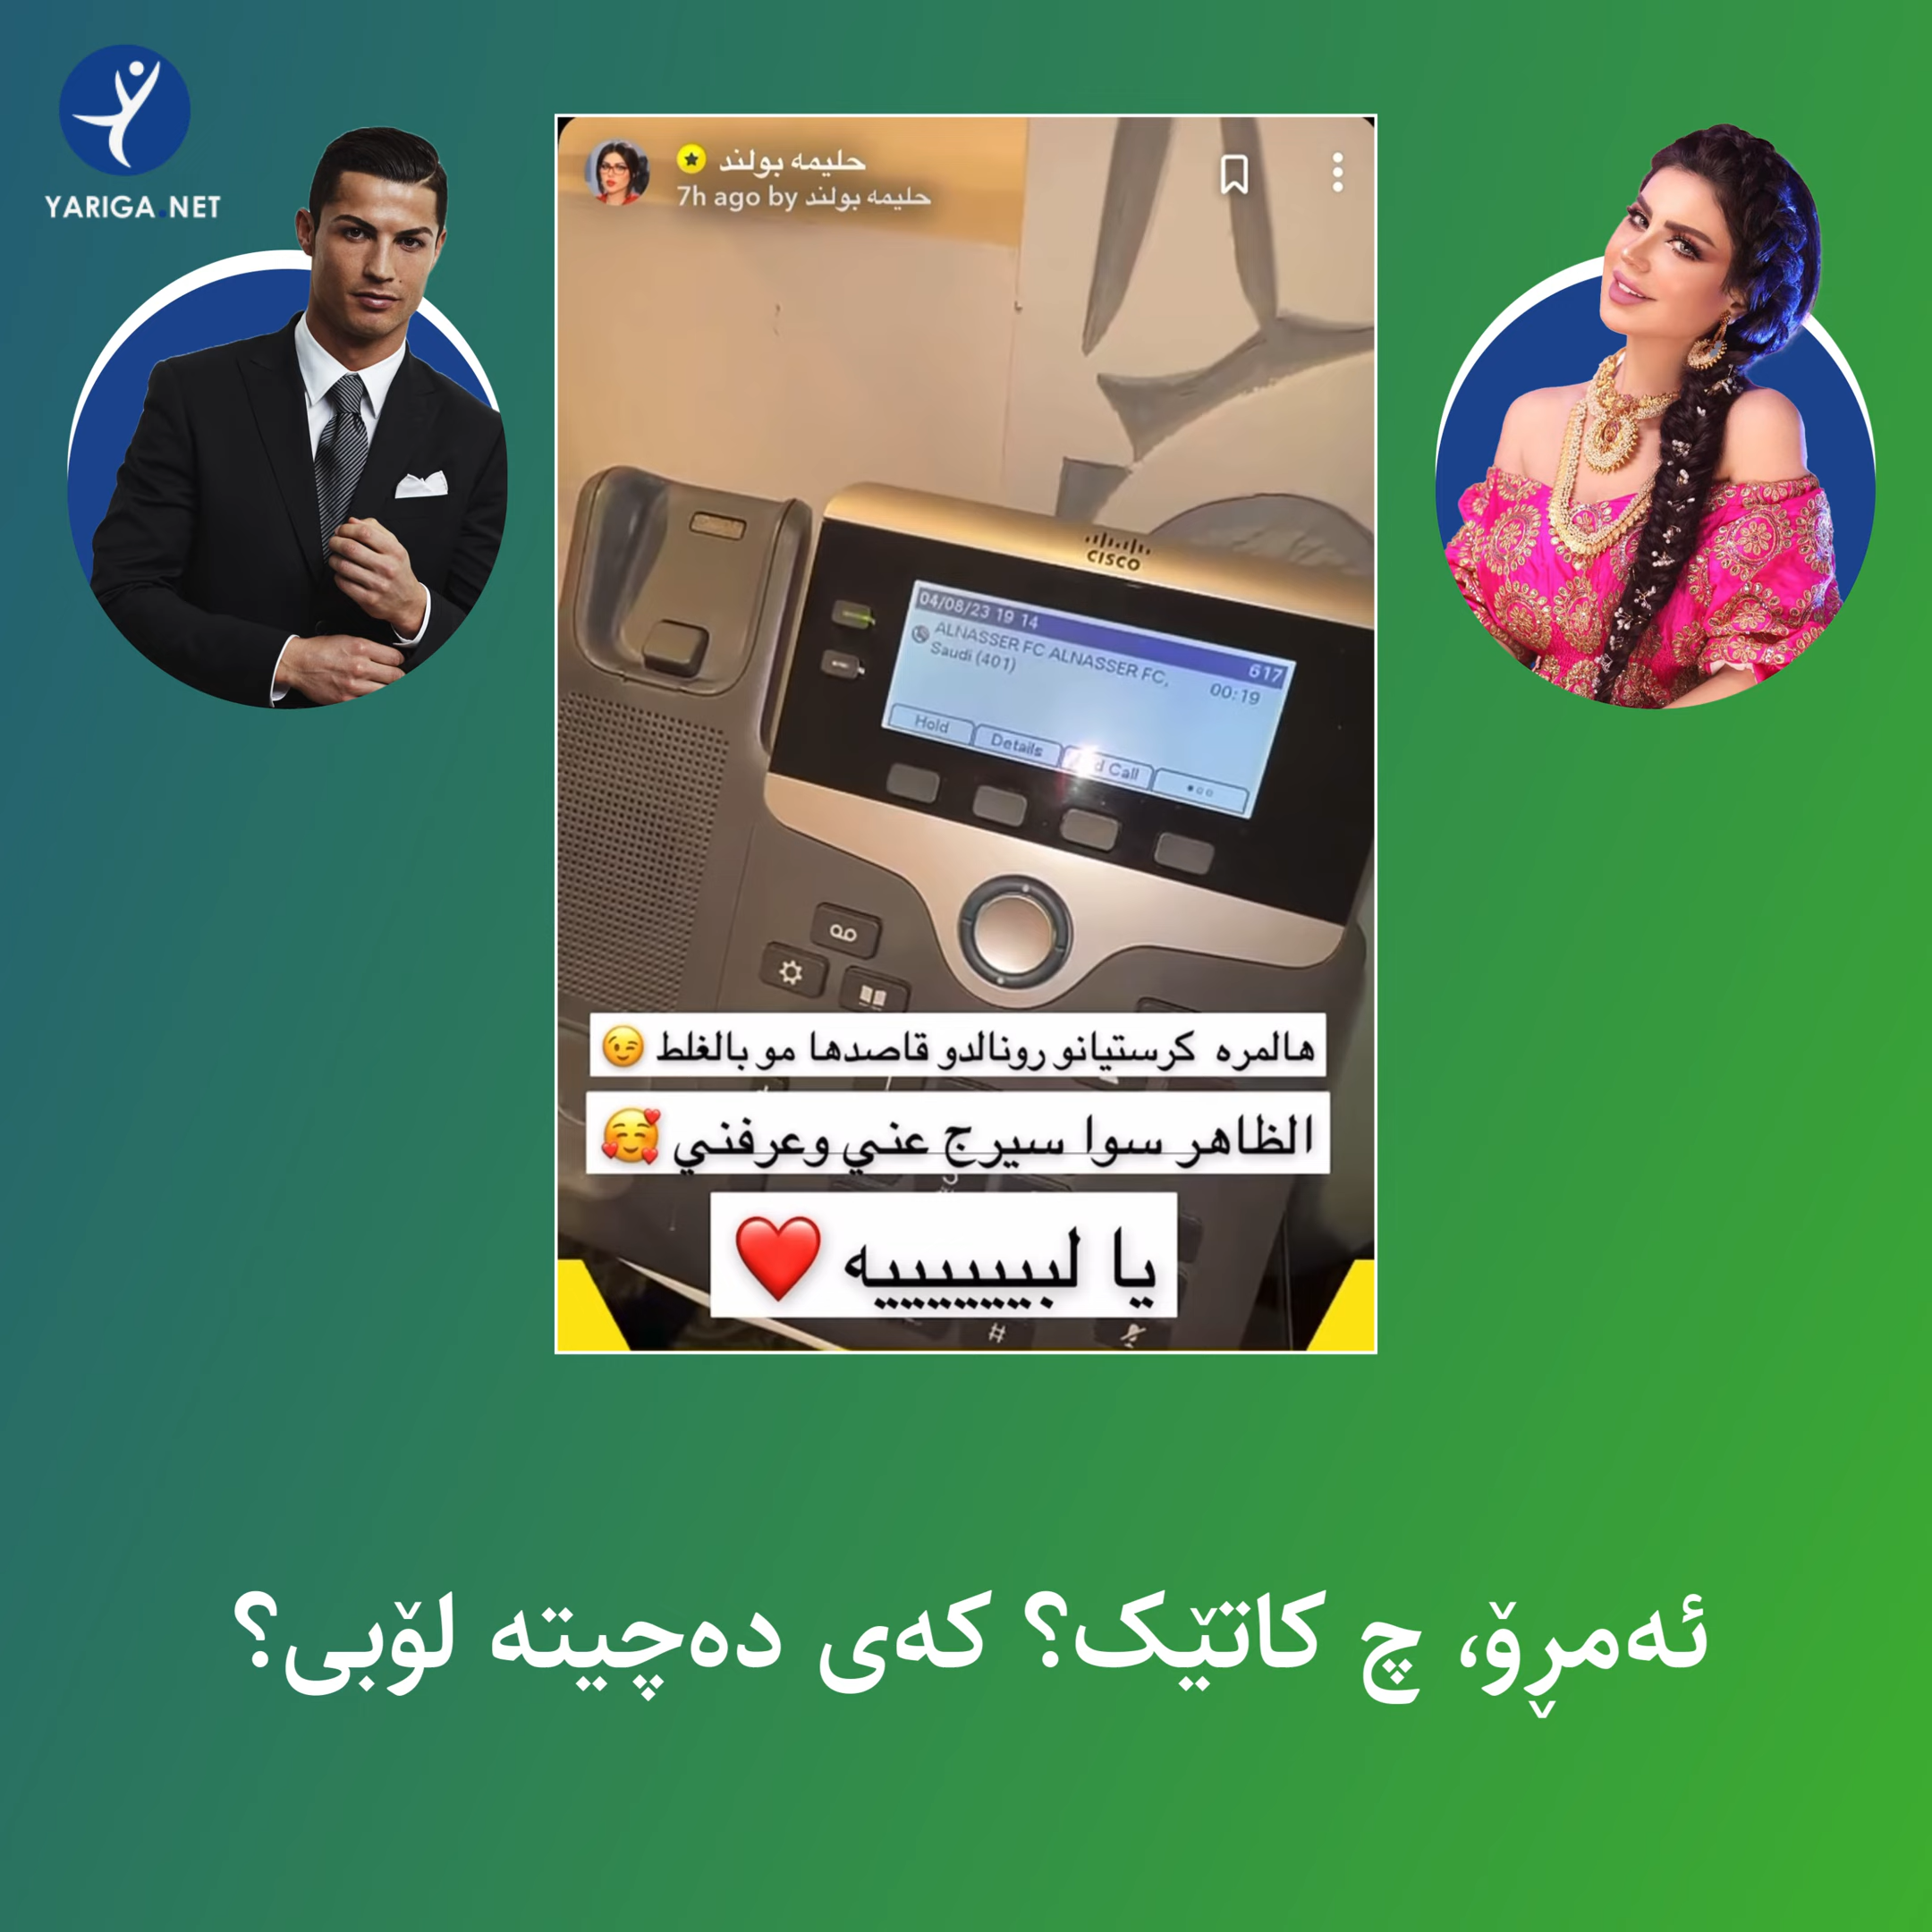 YARIGA.NET
حليمه بولند
7h ago by حليمه بولند
CISCO
04/08/23 19 14
617
ALNASSER FC ALNASSER FC,
Saudi (401)
00:19
Hold
Details
Call
هالمره كرستيانو رونالدو قاصدها مو بالغلط 😉
الظاهر سوا سيرج عني وعرفني 🥰
يا لبيييييييه ❤️
#
ئەمڕۆ، چ کاتێک؟ کەی دەچیتە لۆبی؟